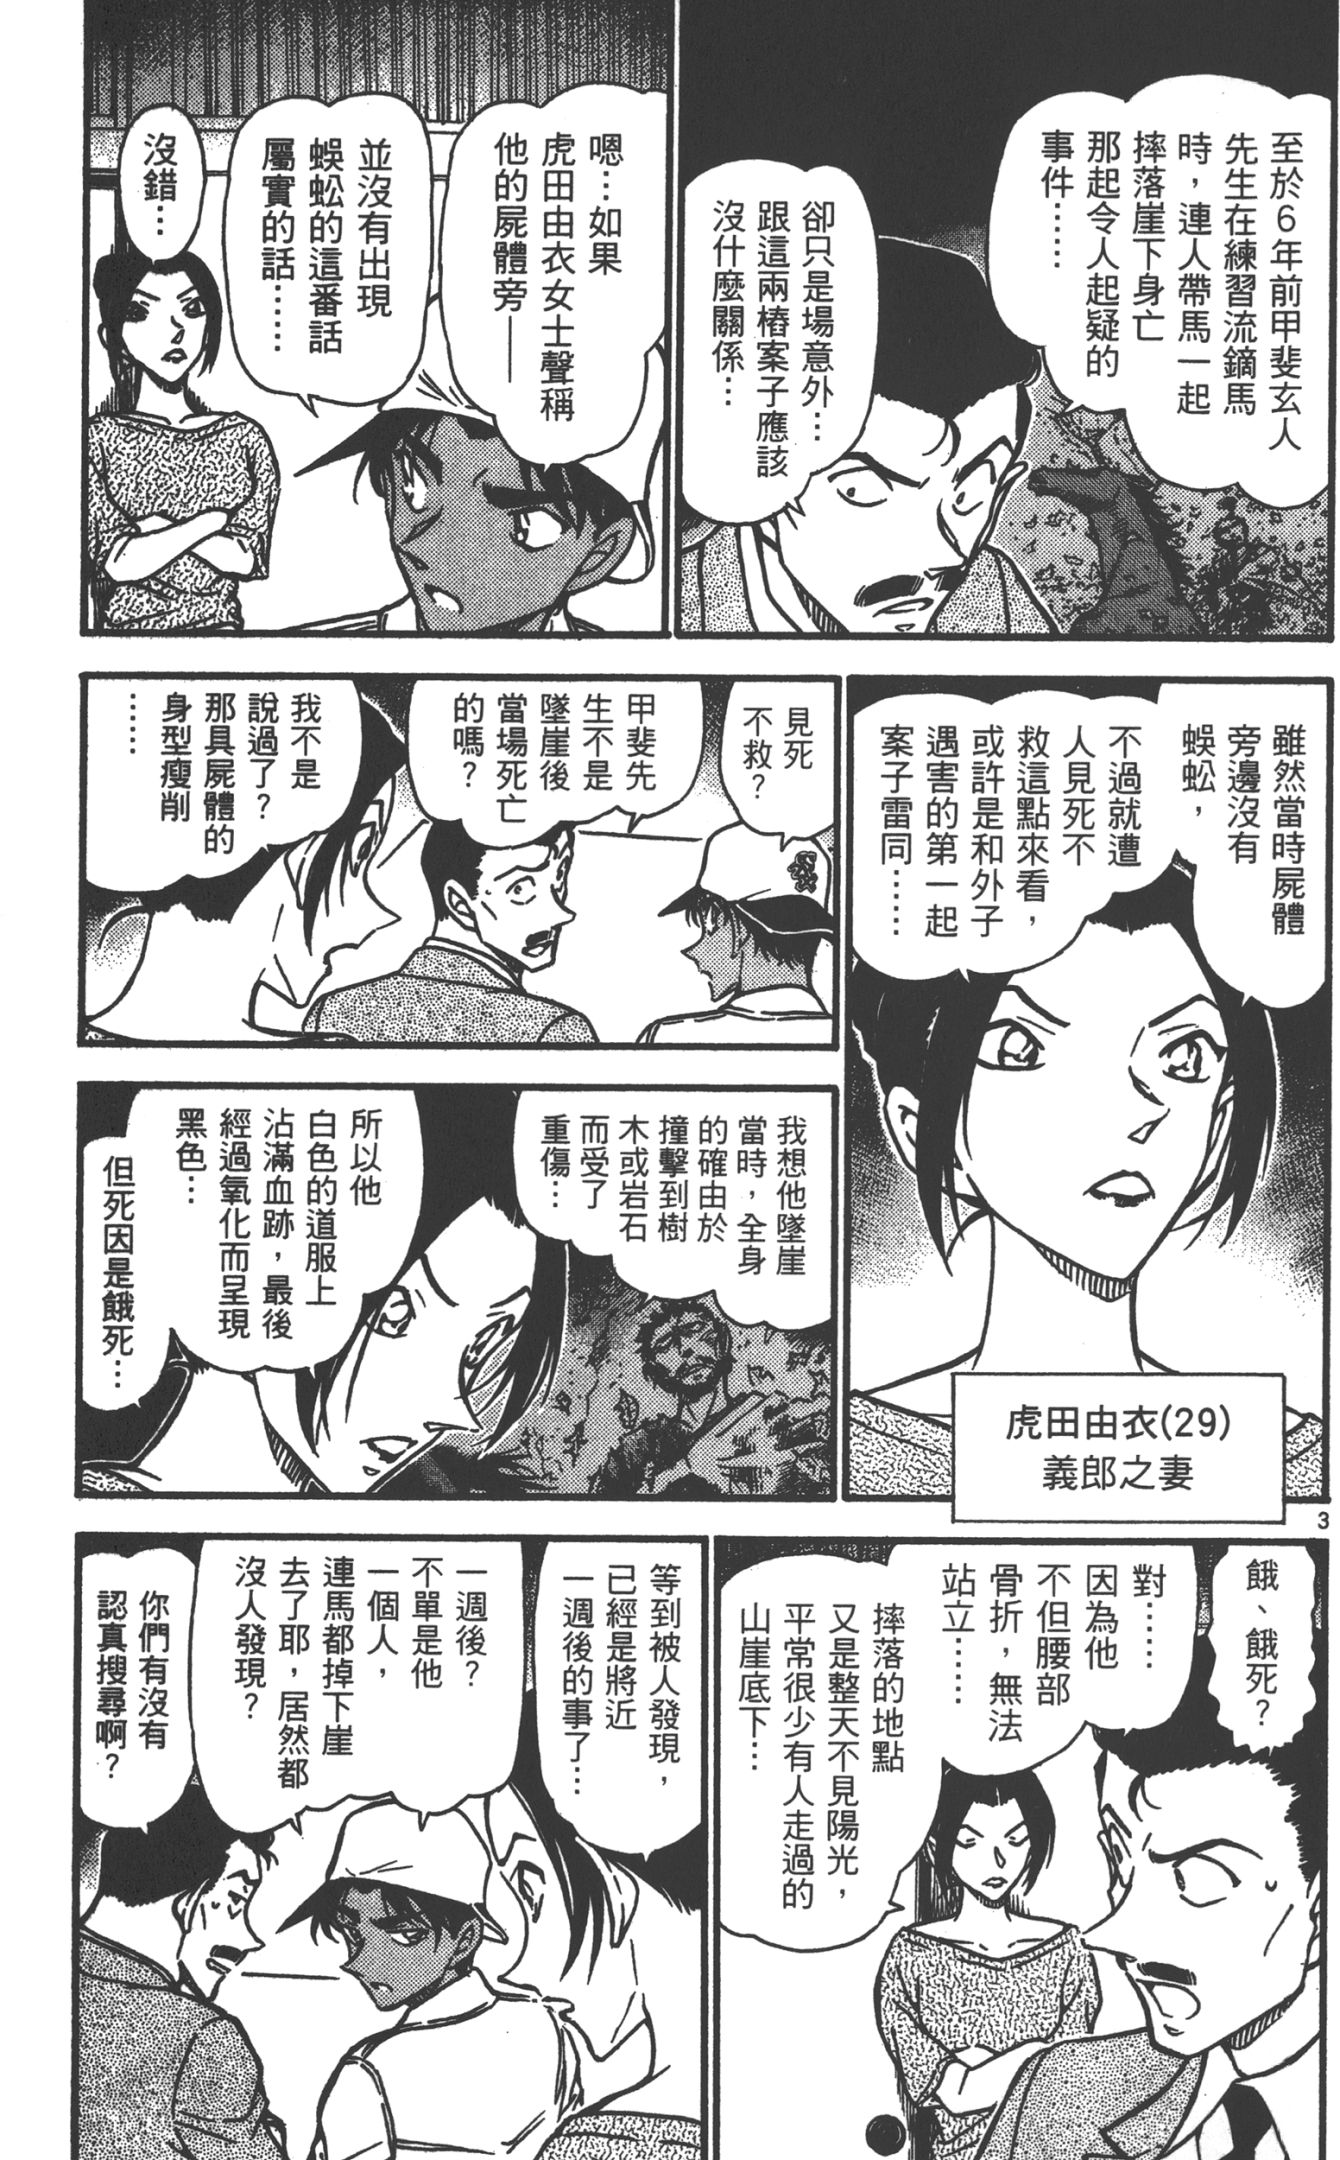 至於6年前甲斐玄人
先生在練習流鏑馬
時，連人帶馬一起
摔落崖下身亡
那起令人起疑的
事件……
卻只是場意外…
跟這兩樁案子應該
沒什麼關係…
嗯…如果
虎田由衣女士聲稱
他的屍體旁——
並沒有出現
蜈蚣的這番話
屬實的話……
沒錯…
雖然當時屍體
旁邊沒有
蜈蚣，
不過就遭
人見死不
救這點來看，
或許是和外子
遇害的第一起
案子雷同……
虎田由衣(29)
義郎之妻
見死
不救？
甲斐先
生不是
墜崖後
當場死亡
的嗎？
我不是
說過了？
那具屍體的
身型瘦削
……
我想他墜崖
當時，全身
的確由於
撞擊到樹
木或岩石
而受了
重傷…
所以他
白色的道服上
沾滿血跡，最後
經過氧化而呈現
黑色…
但死因是餓死…
3
餓、餓死？
對……
因為他
不但腰部
骨折，無法
站立……
摔落的地點
又是整天不見陽光，
平常很少有人走過的
山崖底下…
等到被人發現，
已經是將近
一週後的事了…
一週後？
不單是他
一個人，
連馬都掉下崖
去了耶，居然都
沒人發現？
你們有沒有
認真搜尋啊？